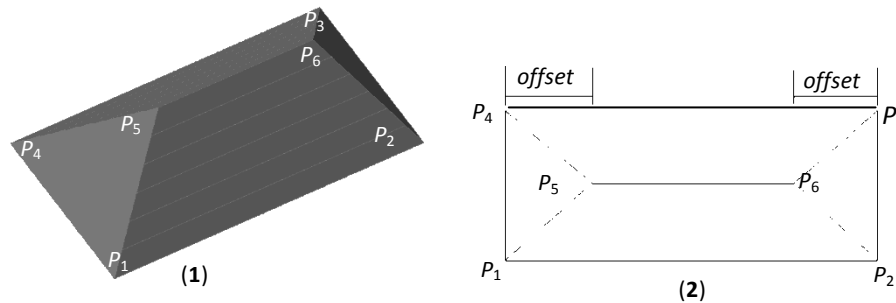 P3
P6
P5
P4
P2
P1
(1)
offset offset
P4 P
P5 P6
P1 P2
(2)